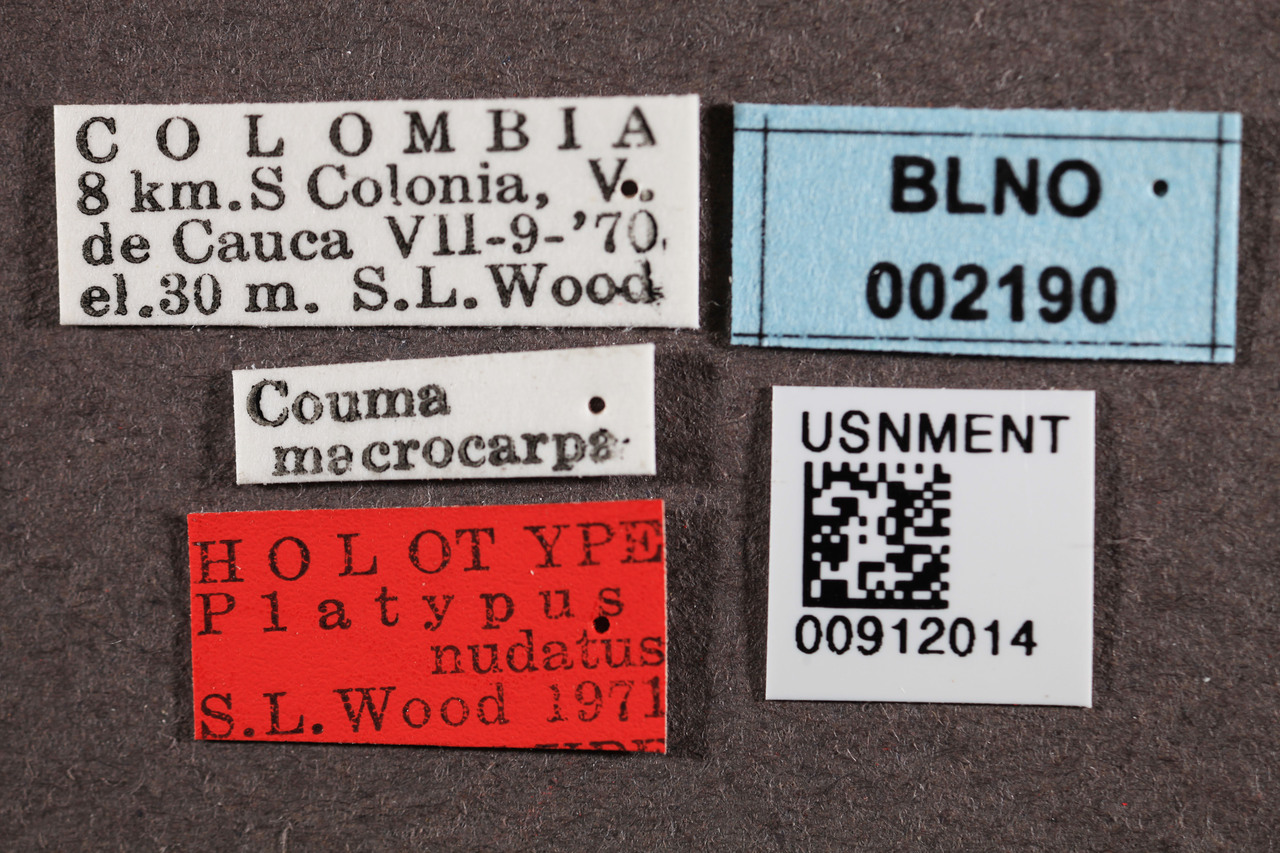 COLOMBIA
8 km.S Colonia, V.
de Cauca VII-9-'70
el.30 m. S.L.Wood
BLNO
002190
Couma
macrocarpa
USNMENT
00912014
HOLOTYPE
Platypus
nudatus
S.L.Wood 1971